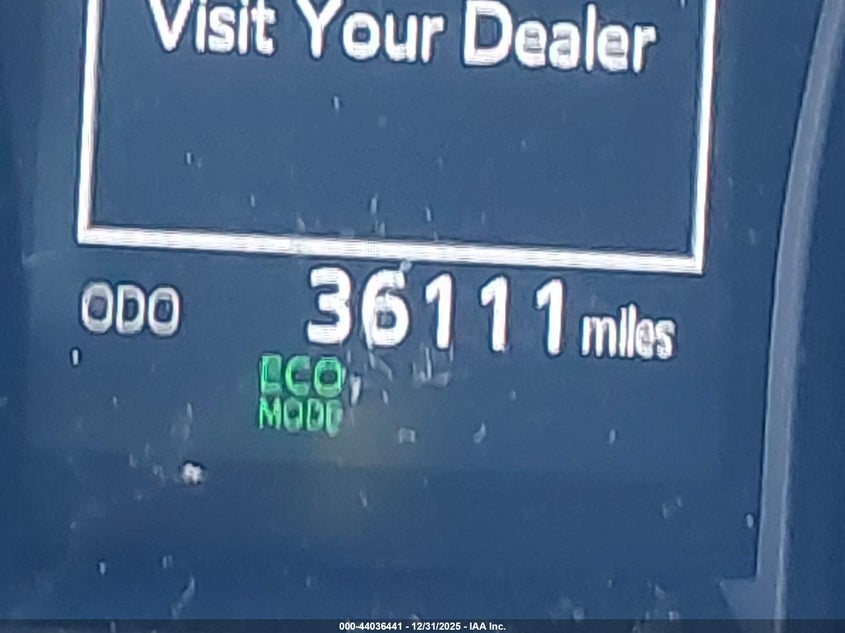 Visit Your Dealer
ODO 36111 miles
ECO
MODE
000-44036441 - 12/31/2025 - IAA Inc.